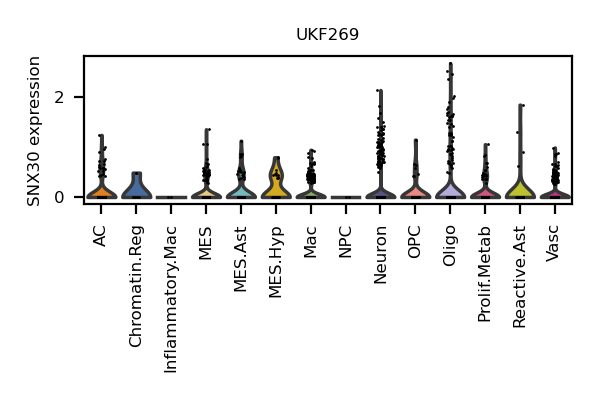 UKF269
SNX30 expression
2
0
AC
Chromatin.Reg
Inflammatory.Mac
MES
MES.Ast
MES.Hyp
Mac
NPC
Neuron
OPC
Oligo
Prolif.Metab
Reactive.Ast
Vasc